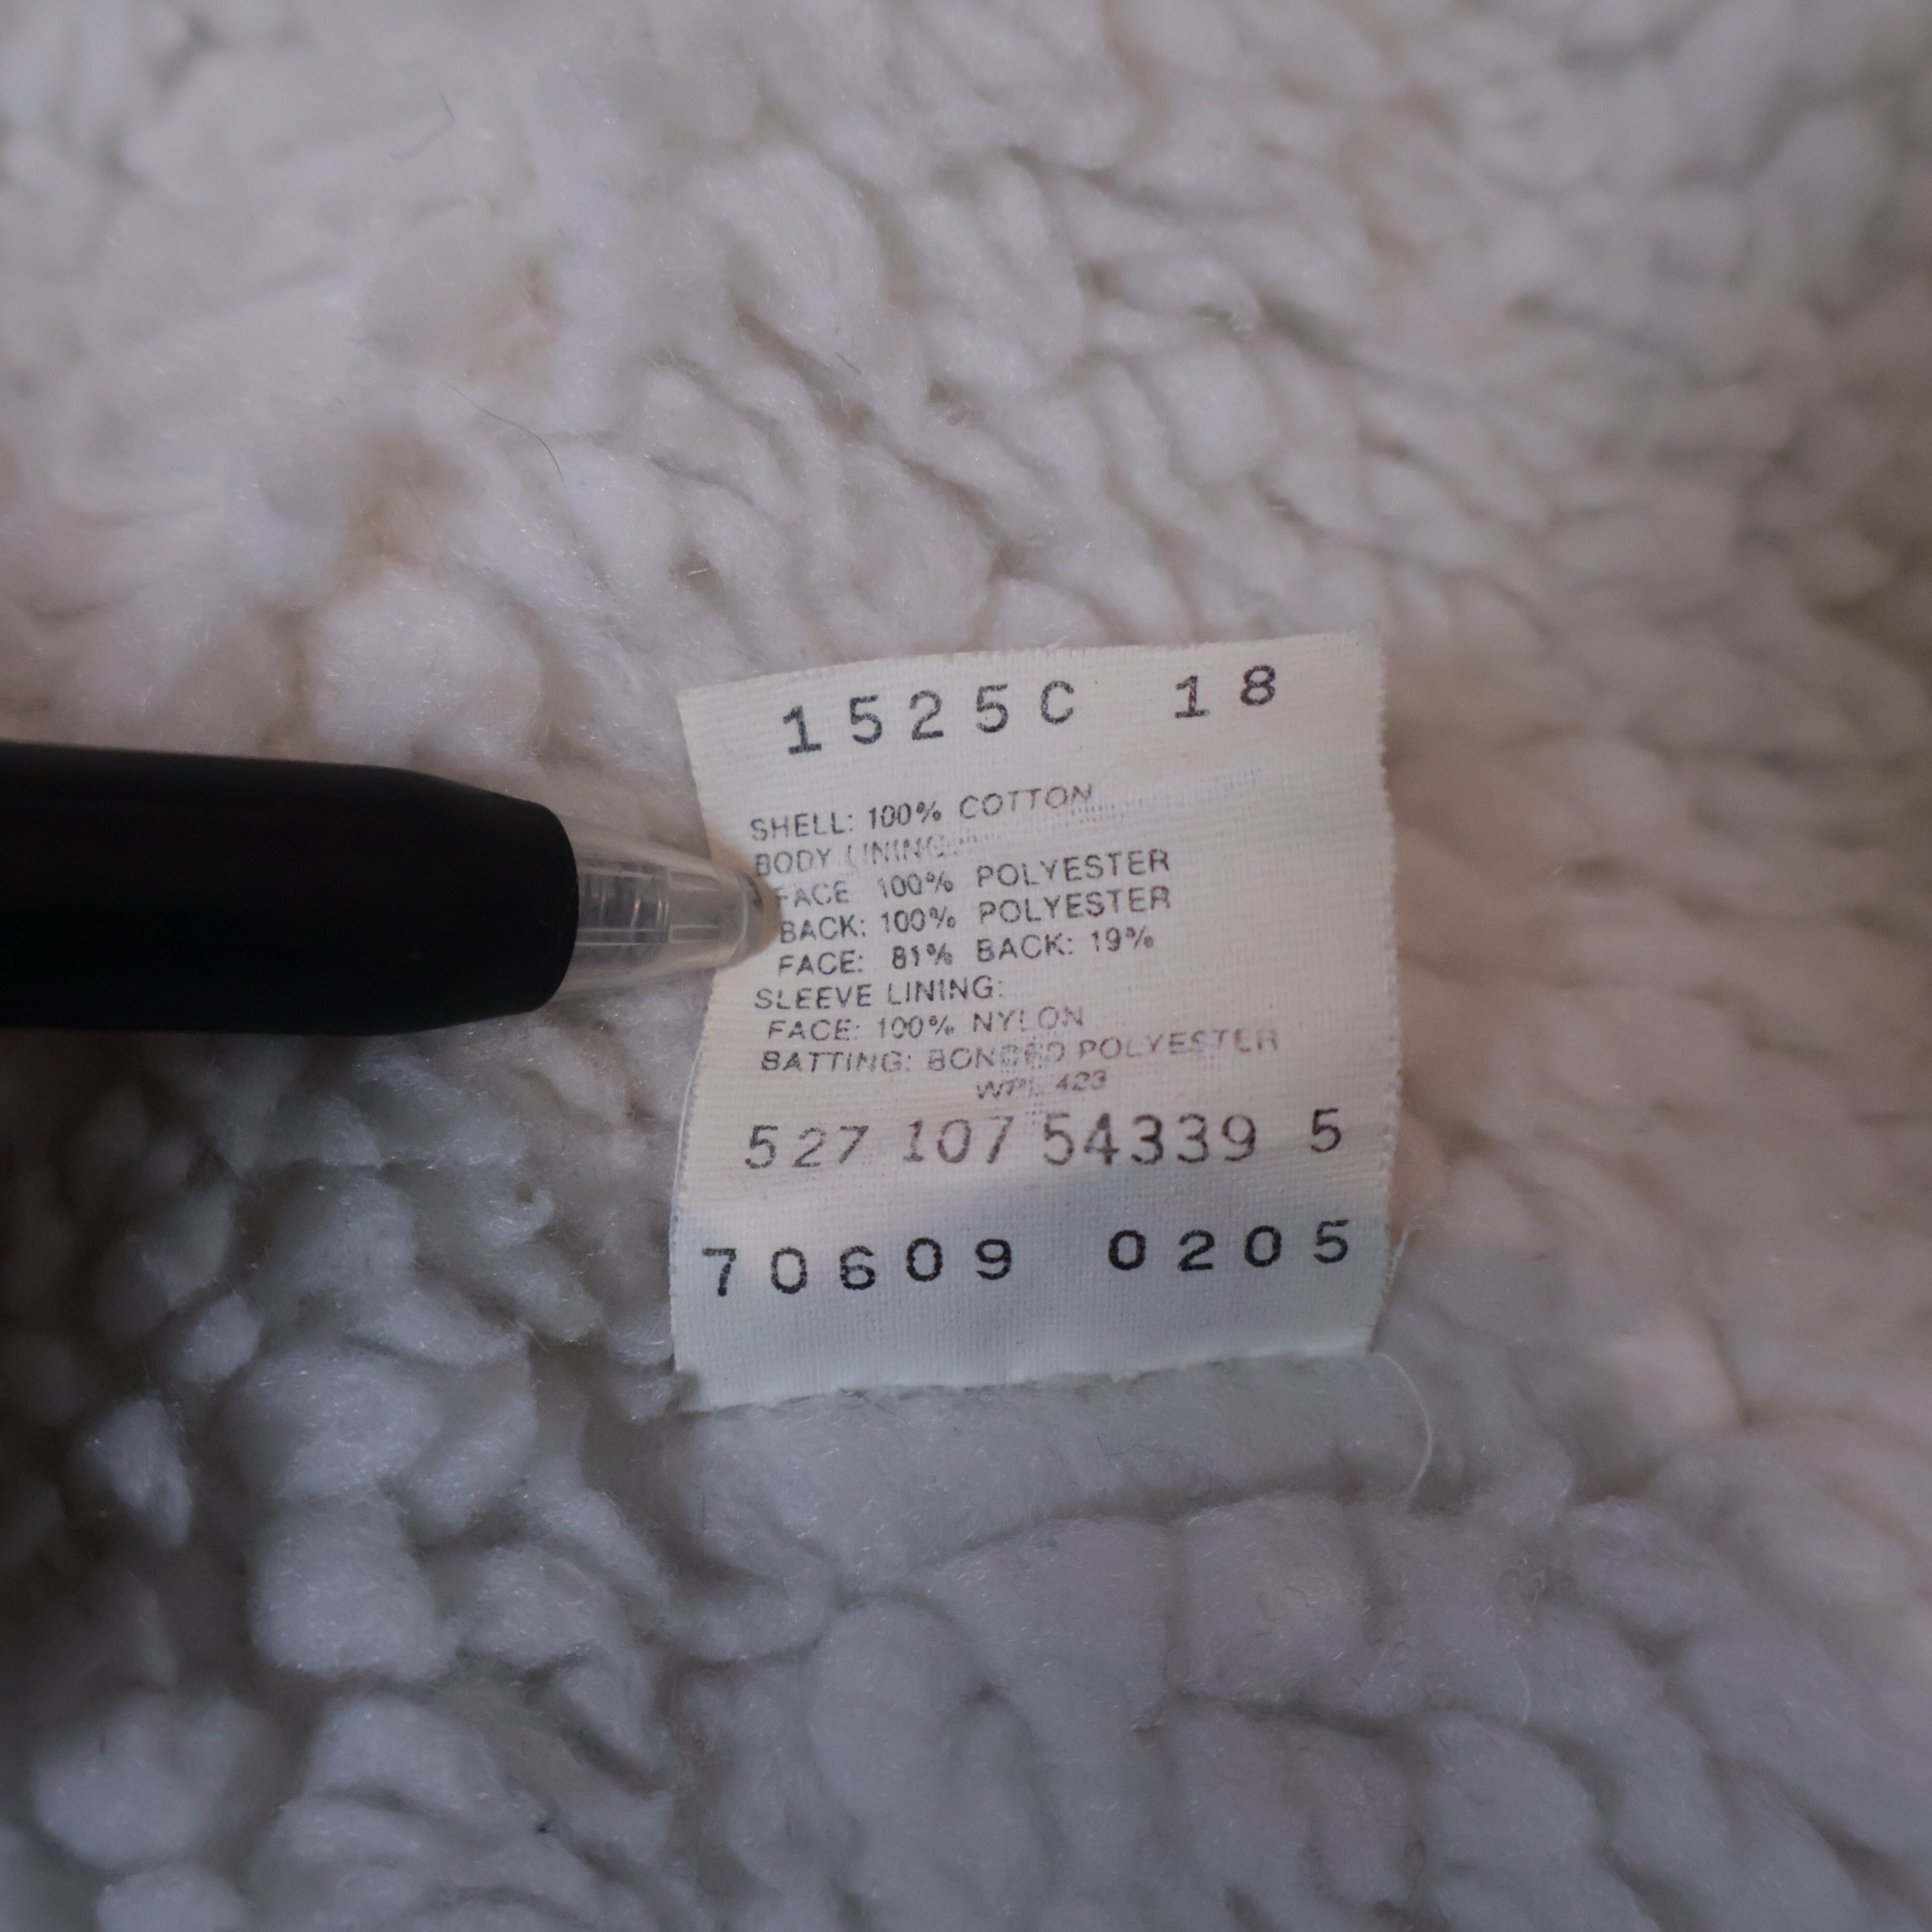 1525C 18
SHELL: 100% COTTON
BODY LINING:
FACE 100% POLYESTER
BACK: 100% POLYESTER
FACE: 81% BACK: 19%
SLEEVE LINING:
FACE: 100% NYLON
BATTING: BONDED POLYESTER
WPL 423
527 107 54339 5
70609 0205